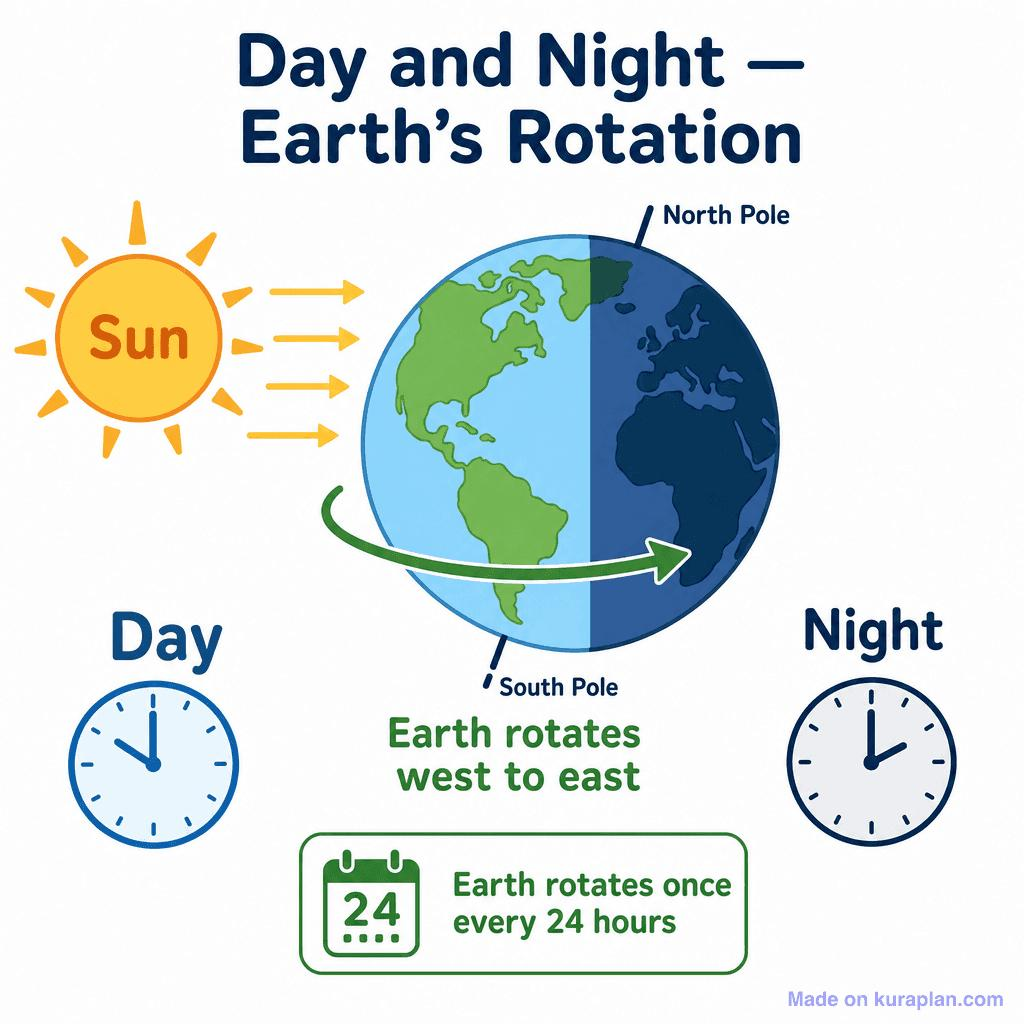 Day and Night —
Earth’s Rotation
North Pole
Sun
Day
Night
South Pole
Earth rotates
west to east
24
Earth rotates once
every 24 hours
Made on kuraplan.com